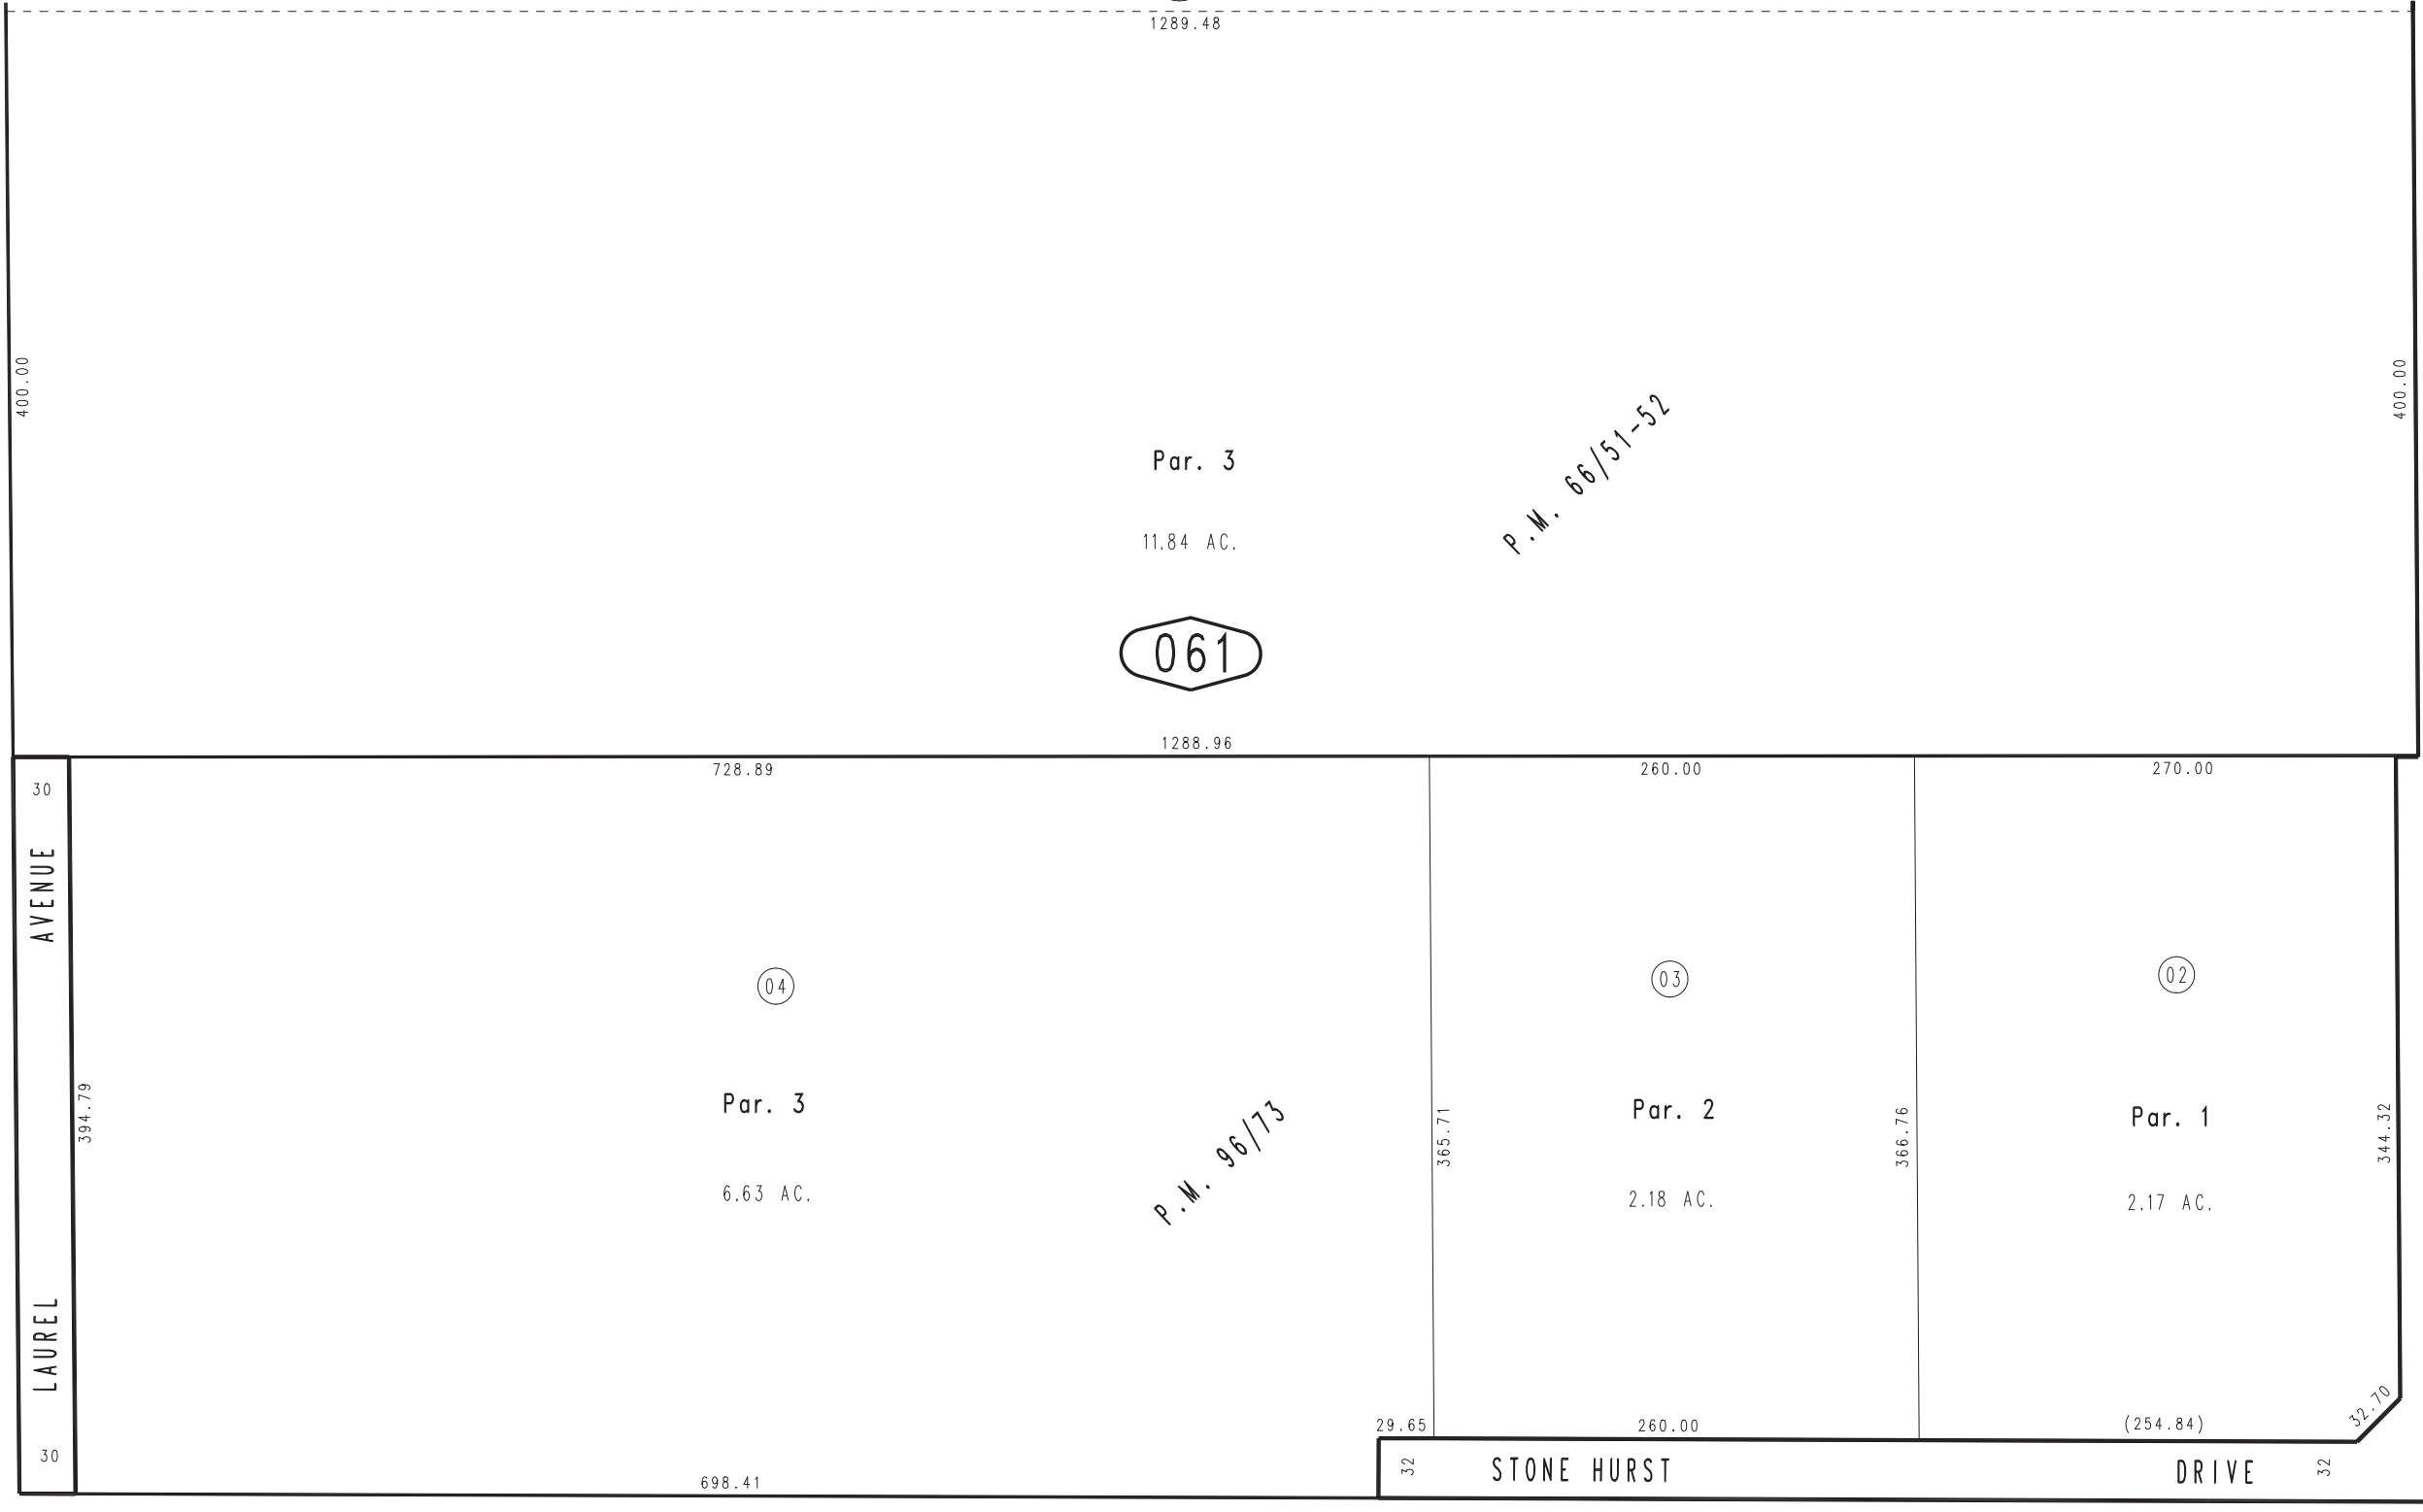 1289.48
400.00
400.00
Par. 3
P.M. 66/51-52
11.84 AC.
061
1288.96
728.89
260.00
270.00
30
AVENUE
04
03
02
394.79
Par. 3
P.M. 96/73
365.71
Par. 2
366.76
Par. 1
344.32
6.63 AC.
2.18 AC.
2.17 AC.
LAUREL
30
29.65
260.00
(254.84)
32.70
32
STONE HURST
DRIVE
32
698.41